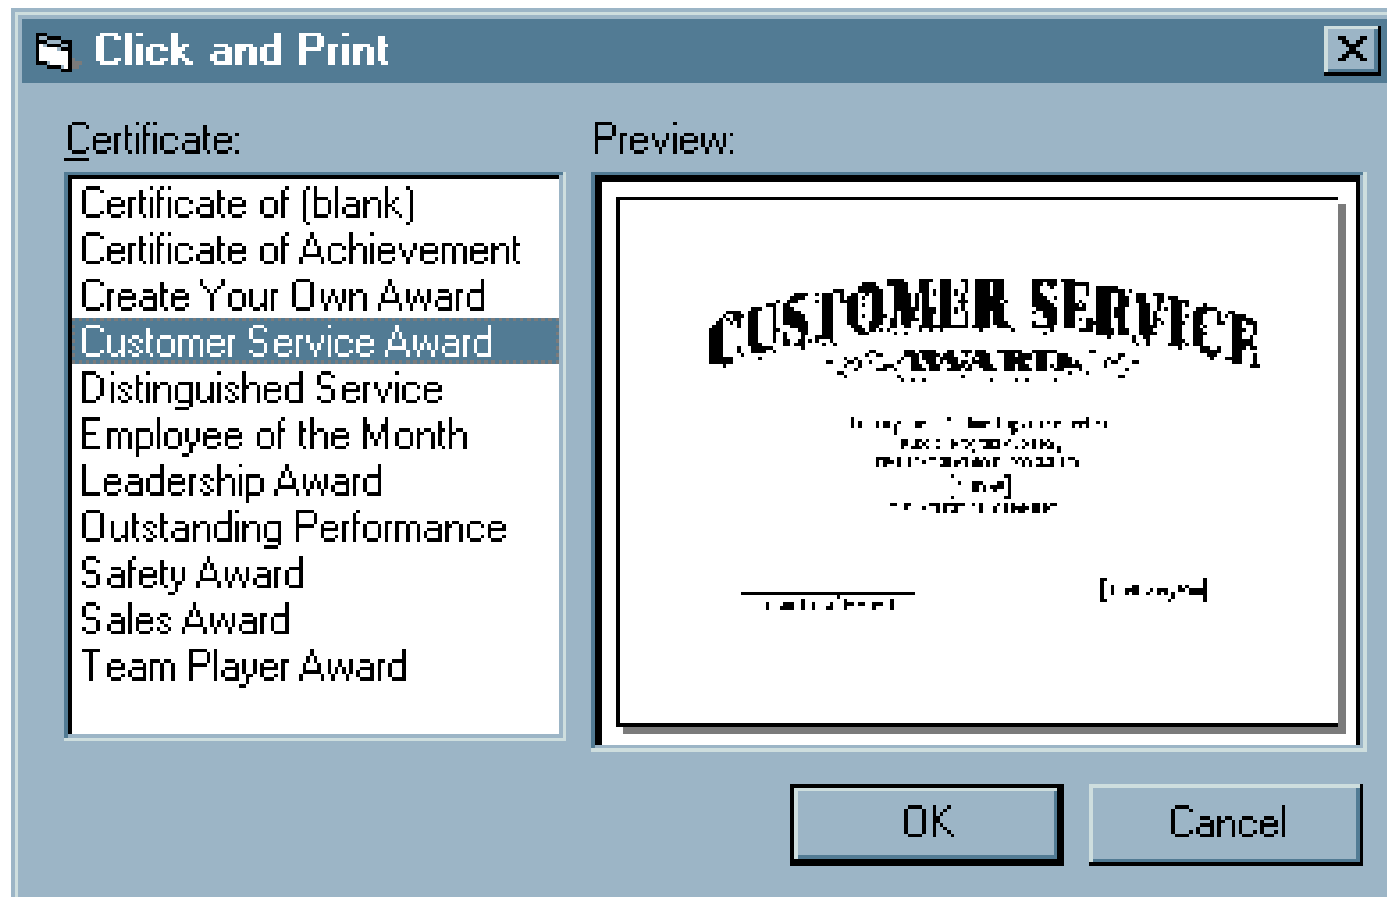 Click and Print
Certificate:
Certificate of (blank)
Certificate of Achievement
Create Your Own Award
Customer Service Award
Distinguished Service
Employee of the Month
Leadership Award
Outstanding Performance
Safety Award
Sales Award
Team Player Award
Preview:
CUSTOMER SERVICE
AWARD
OK
Cancel